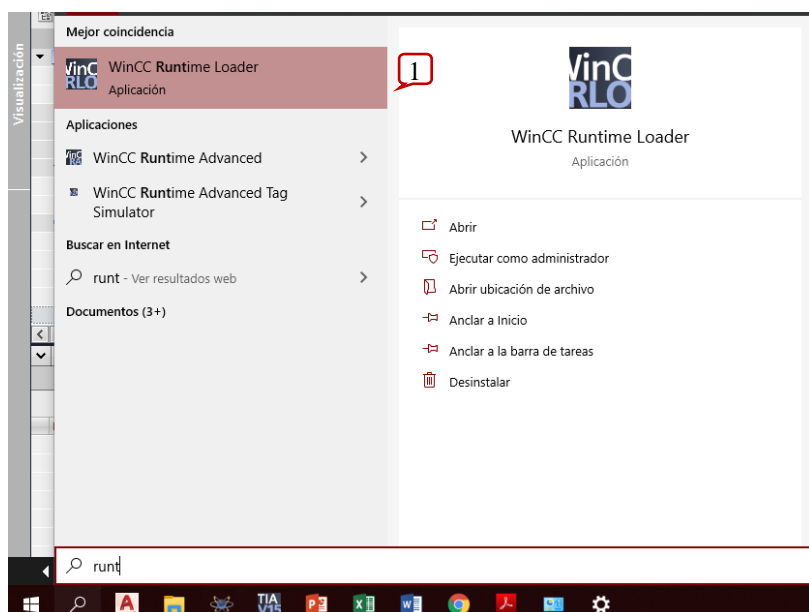 Visualización
Mejor coincidencia
WinCC Runtime Loader
Aplicación
1
Aplicaciones
WinCC Runtime Advanced
WinCC Runtime Advanced Tag
Simulator
Buscar en Internet
runt - Ver resultados web
Documentos (3+)
WinC
RLO
WinCC Runtime Loader
Aplicación
Abrir
Ejecutar como administrador
Abrir ubicación de archivo
Anclar a Inicio
Anclar a la barra de tareas
Desinstalar
runt
TIA
V15